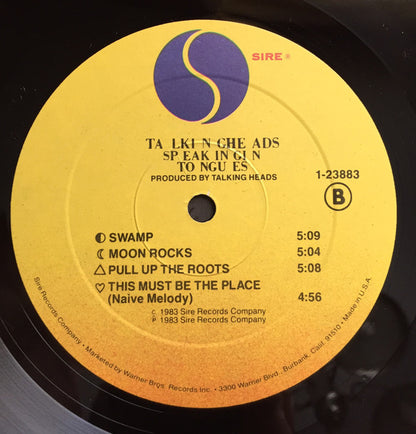 SIRE ®
TA LKI N GHE ADS
SP EAK IN GI N
TO NGU ES
PRODUCED BY TALKING HEADS
1-23883
B
SWAMP 5:09
MOON ROCKS 5:04
PULL UP THE ROOTS 5:08
THIS MUST BE THE PLACE
(Naive Melody) 4:56
© 1983 Sire Records Company
℗ 1983 Sire Records Company
Sire Records Company • Marketed by Warner Bros. Records Inc. • 3300 Warner Blvd., Burbank, Calif. 91510 • Made in U.S.A.